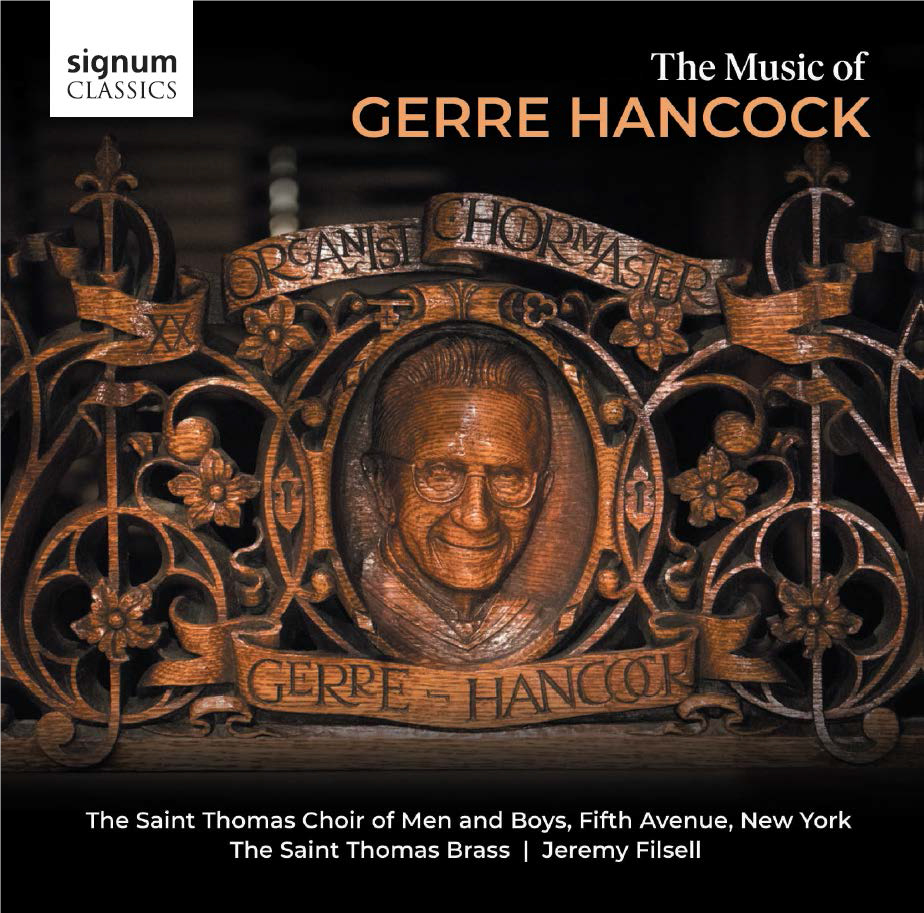 signum
CLASSICS
The Music of
GERRE HANCOCK
ORGANIST CHOIRMASTER
XX
GERRE - HANCOCK
The Saint Thomas Choir of Men and Boys, Fifth Avenue, New York
The Saint Thomas Brass | Jeremy Filsell